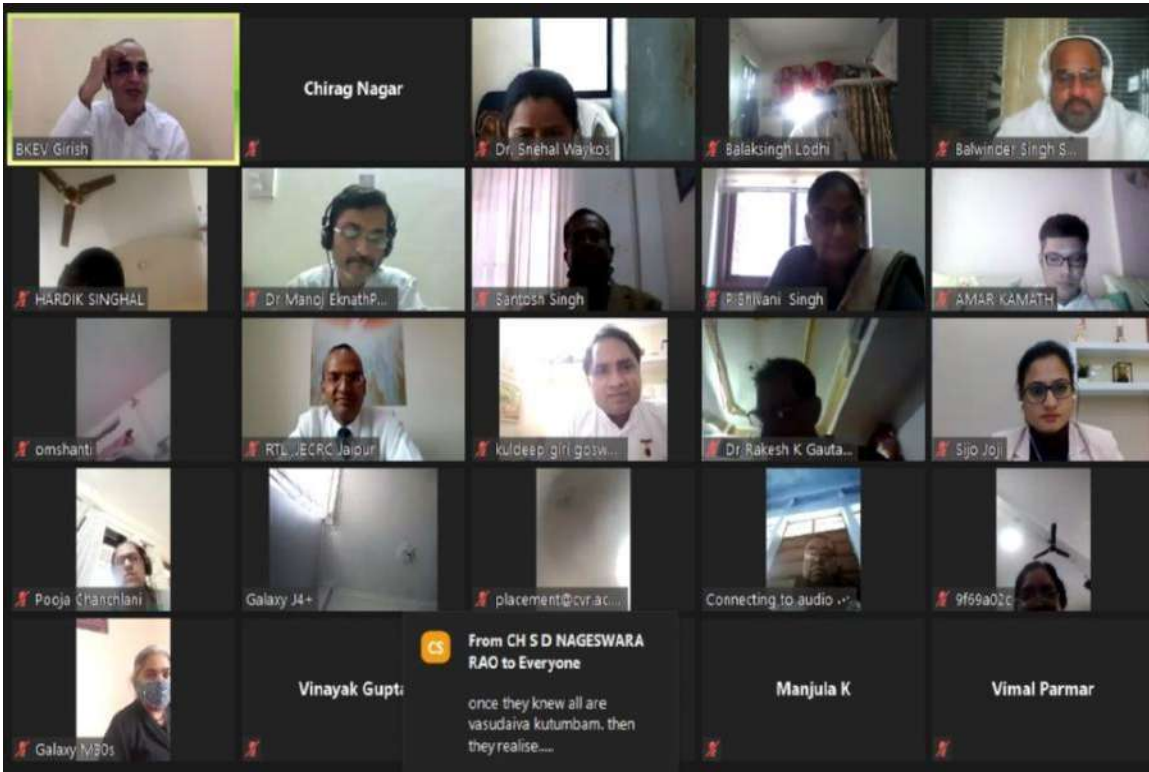 BKEV Girish
Chirag Nagar
Dr. Snehal Waykos
Balaksingh Lodhi
Balwinder Singh S...
HARDIK SINGHAL
Dr Manoj EknathP...
Santosh Singh
P Shivani Singh
AMAR KAMATH
omshanti
RTL ,JECRC Jaipur
kuldeep giri gosw...
Dr Rakesh K Gauta...
Sijo Joji
Pooja Chanchlani
Galaxy J4+
placement@cvr.ac...
Connecting to audio ...
9f69a02c
Galaxy M30s
Vinayak Gupta
CS
From CH S D NAGESWARA
RAO to Everyone
once they knew all are
vasudaiva kutumbam. then
they realise.....
Manjula K
Vimal Parmar